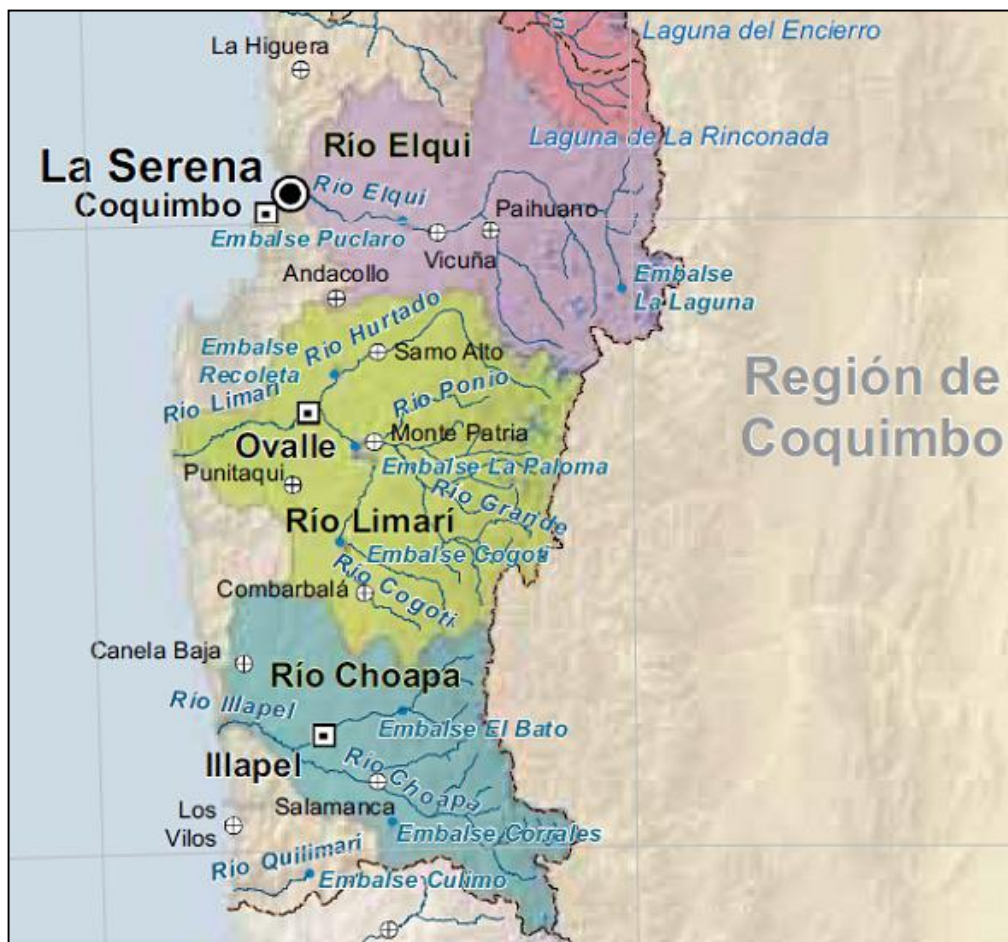 Laguna del Encierro
La Higuera
Laguna de La Rinconada
Río Elqui
La Serena
Río Elqui
Coquimbo
Paihuano
Embalse Puclaro
Vicuña
Andacollo
Embalse
La Laguna
Río Hurtado
Embalse
Recoleta
Samo Alto
Región de
Coquimbo
Río Limarí
Río Ponio
Ovalle
Monte Patria
Embalse La Paloma
Punitaqui
Río Grande
Río Limarí
Embalse Cogotí
Combarbalá
Río Cogotí
Canela Baja
Río Choapa
Río Illapel
Embalse El Bato
Illapel
Río Choapa
Salamanca
Los
Vilos
Embalse Corrales
Río Quilimarí
Embalse Culimo